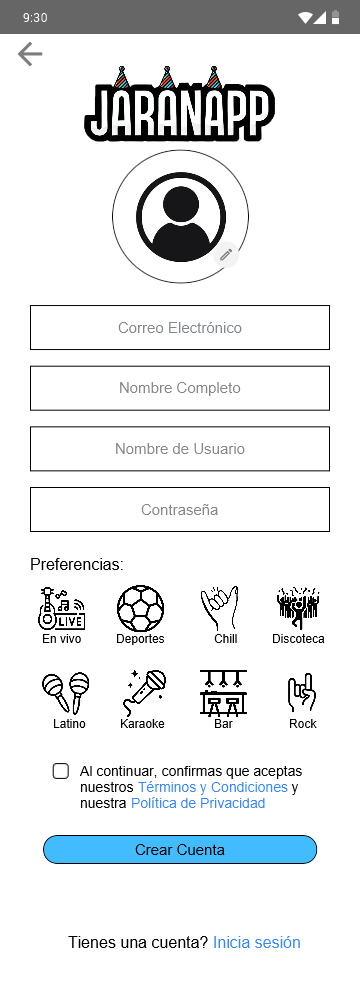 9:30
JARANAPP
Correo Electrónico
Nombre Completo
Nombre de Usuario
Contraseña
Preferencias:
LIVE
En vivo
Deportes
Chill
Discoteca
Latino
Karaoke
Bar
Rock
Al continuar, confirmas que aceptas
nuestros Términos y Condiciones y
nuestra Política de Privacidad
Crear Cuenta
Tienes una cuenta? Inicia sesión